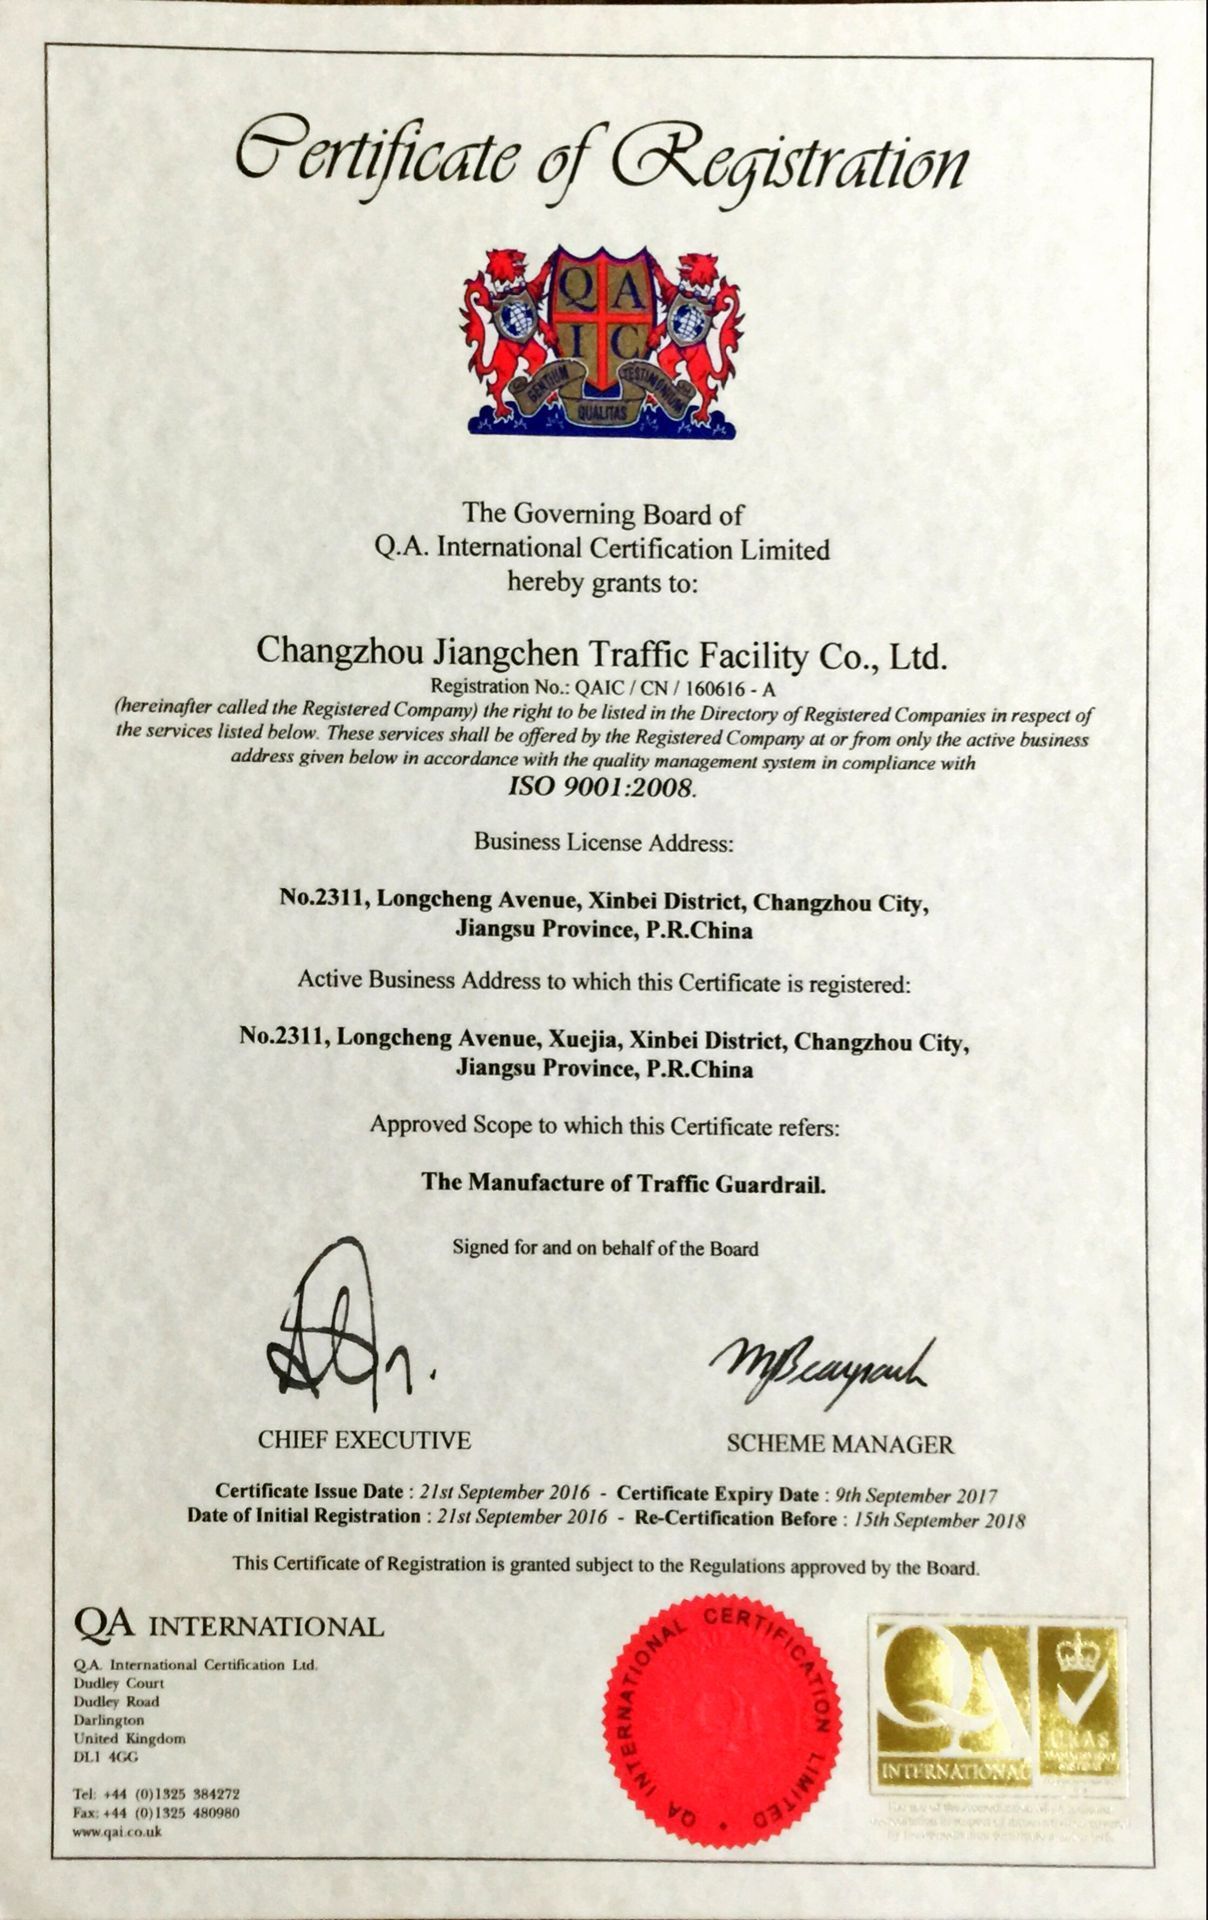 Certificate of Registration
Q A
I C
GENTIUM
TESTIMONIUM
QUALITAS
The Governing Board of
Q.A. International Certification Limited
hereby grants to:
Changzhou Jiangchen Traffic Facility Co., Ltd.
Registration No.: QAIC / CN / 160616 - A
(hereinafter called the Registered Company) the right to be listed in the Directory of Registered Companies in respect of
the services listed below. These services shall be offered by the Registered Company at or from only the active business
address given below in accordance with the quality management system in compliance with
ISO 9001:2008.
Business License Address:
No.2311, Longcheng Avenue, Xinbei District, Changzhou City,
Jiangsu Province, P.R.China
Active Business Address to which this Certificate is registered:
No.2311, Longcheng Avenue, Xuejia, Xinbei District, Changzhou City,
Jiangsu Province, P.R.China
Approved Scope to which this Certificate refers:
The Manufacture of Traffic Guardrail.
Signed for and on behalf of the Board
CHIEF EXECUTIVE
SCHEME MANAGER
Certificate Issue Date : 21st September 2016 - Certificate Expiry Date : 9th September 2017
Date of Initial Registration : 21st September 2016 - Re-Certification Before : 15th September 2018
This Certificate of Registration is granted subject to the Regulations approved by the Board.
QA INTERNATIONAL
Q.A. International Certification Ltd.
Dudley Court
Dudley Road
Darlington
United Kingdom
DL1 4GG
Tel: +44 (0)1325 384272
Fax: +44 (0)1325 480980
www.qai.co.uk
QA INTERNATIONAL CERTIFICATION LIMITED
QA
INTERNATIONAL
UKAS
MANAGEMENT
SYSTEMS